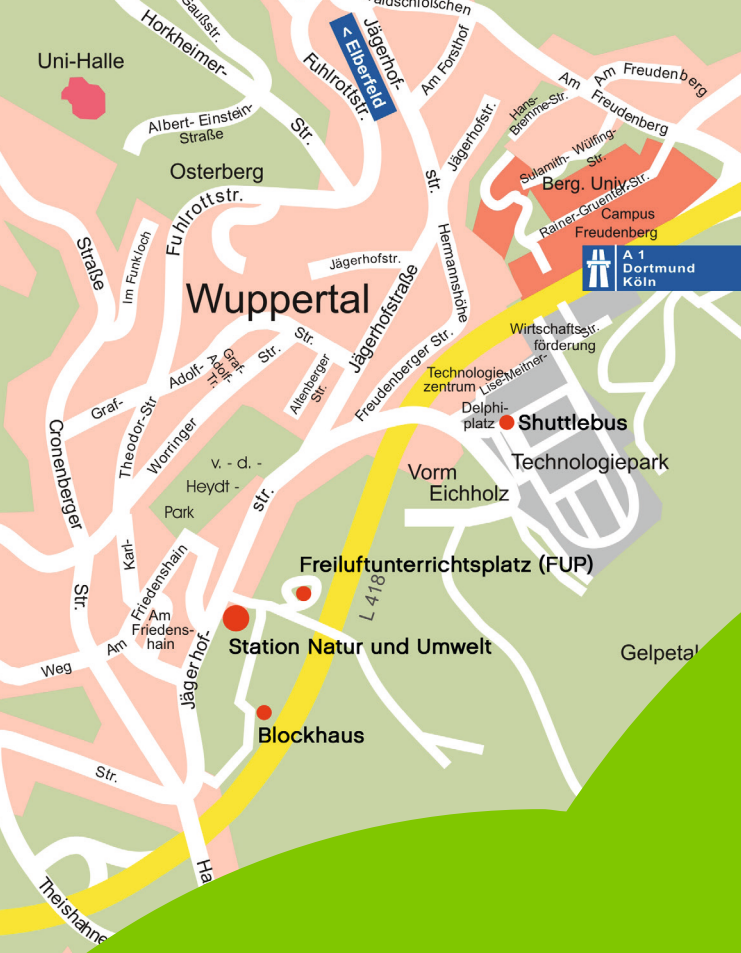 Gaußstr.
Horkheimer-
Str.
Uni-Halle
Albert- Einstein-
Straße
Osterberg
Fuhlrottstr.
< Elberfeld
Jägerhof-
str.
Am Forsthof
Jägerhofstr.
Hans-
Bremme-Str.
Am Freudenberg
Am Freudenberg
Sulamith- Wülfing-
Str.
Berg. Univ.
Rainer-Gruenter-Str.
Campus
Freudenberg
A 1
Dortmund
Köln
Fuhlrottstr.
Im Funkloch
Straße
Jägerhofstr.
Hermannshöhe
Wuppertal
Jägerhofstraße
Freudenberger Str.
Wirtschafts-
förderung
Technologie-
zentrum
Lise-Meitner-
Str.
Delphi-
platz
Shuttlebus
Technologiepark
Graf-
Adolf-
Str.
Graf-
Adolf-
Tr.
Str.
Altenberger
Str.
Cronenberger
Theodor-Str
Worringer
v. - d. -
Heydt -
Park
str.
Vorm
Eichholz
Karl-
Friedenshain
Am
Am
Friedens-
hain
Str.
Weg
Jägerhof-
Freiluftunterrichtsplatz (FUP)
L 418
Station Natur und Umwelt
Gelpetal
Blockhaus
Str.
Ha
Theishahne